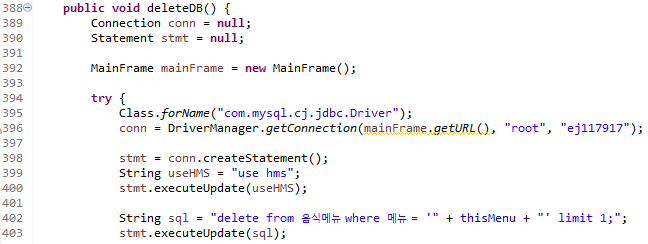 388 public void deleteDB() {
389 Connection conn = null;
390 Statement stmt = null;
391
392 MainFrame mainFrame = new MainFrame();
393
394 try {
395 Class.forName("com.mysql.cj.jdbc.Driver");
396 conn = DriverManager.getConnection(mainFrame.getURL(), "root", "ej117917");
397
398 stmt = conn.createStatement();
399 String useHMS = "use hms";
400 stmt.executeUpdate(useHMS);
401
402 String sql = "delete from 음식메뉴 where 메뉴 = '" + thisMenu + "' limit 1;";
403 stmt.executeUpdate(sql);